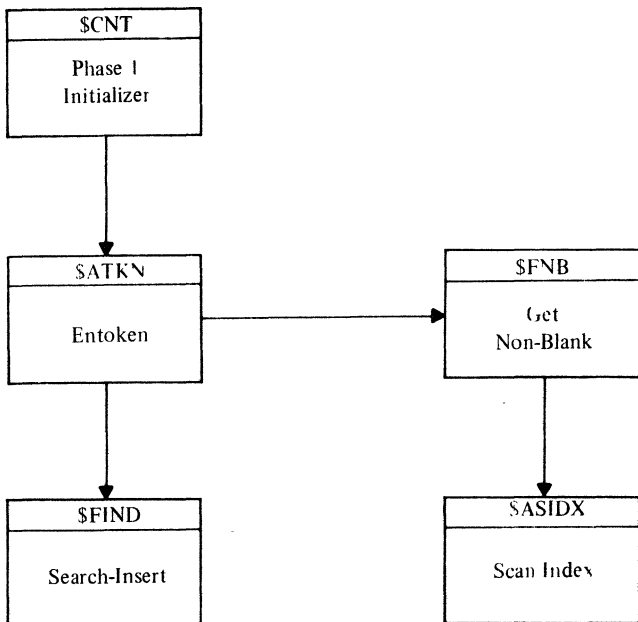 $CNT
Phase 1
Initializer
$ATKN
Entoken
$FNB
Get
Non-Blank
$FIND
Search-Insert
$ASIDX
Scan Index